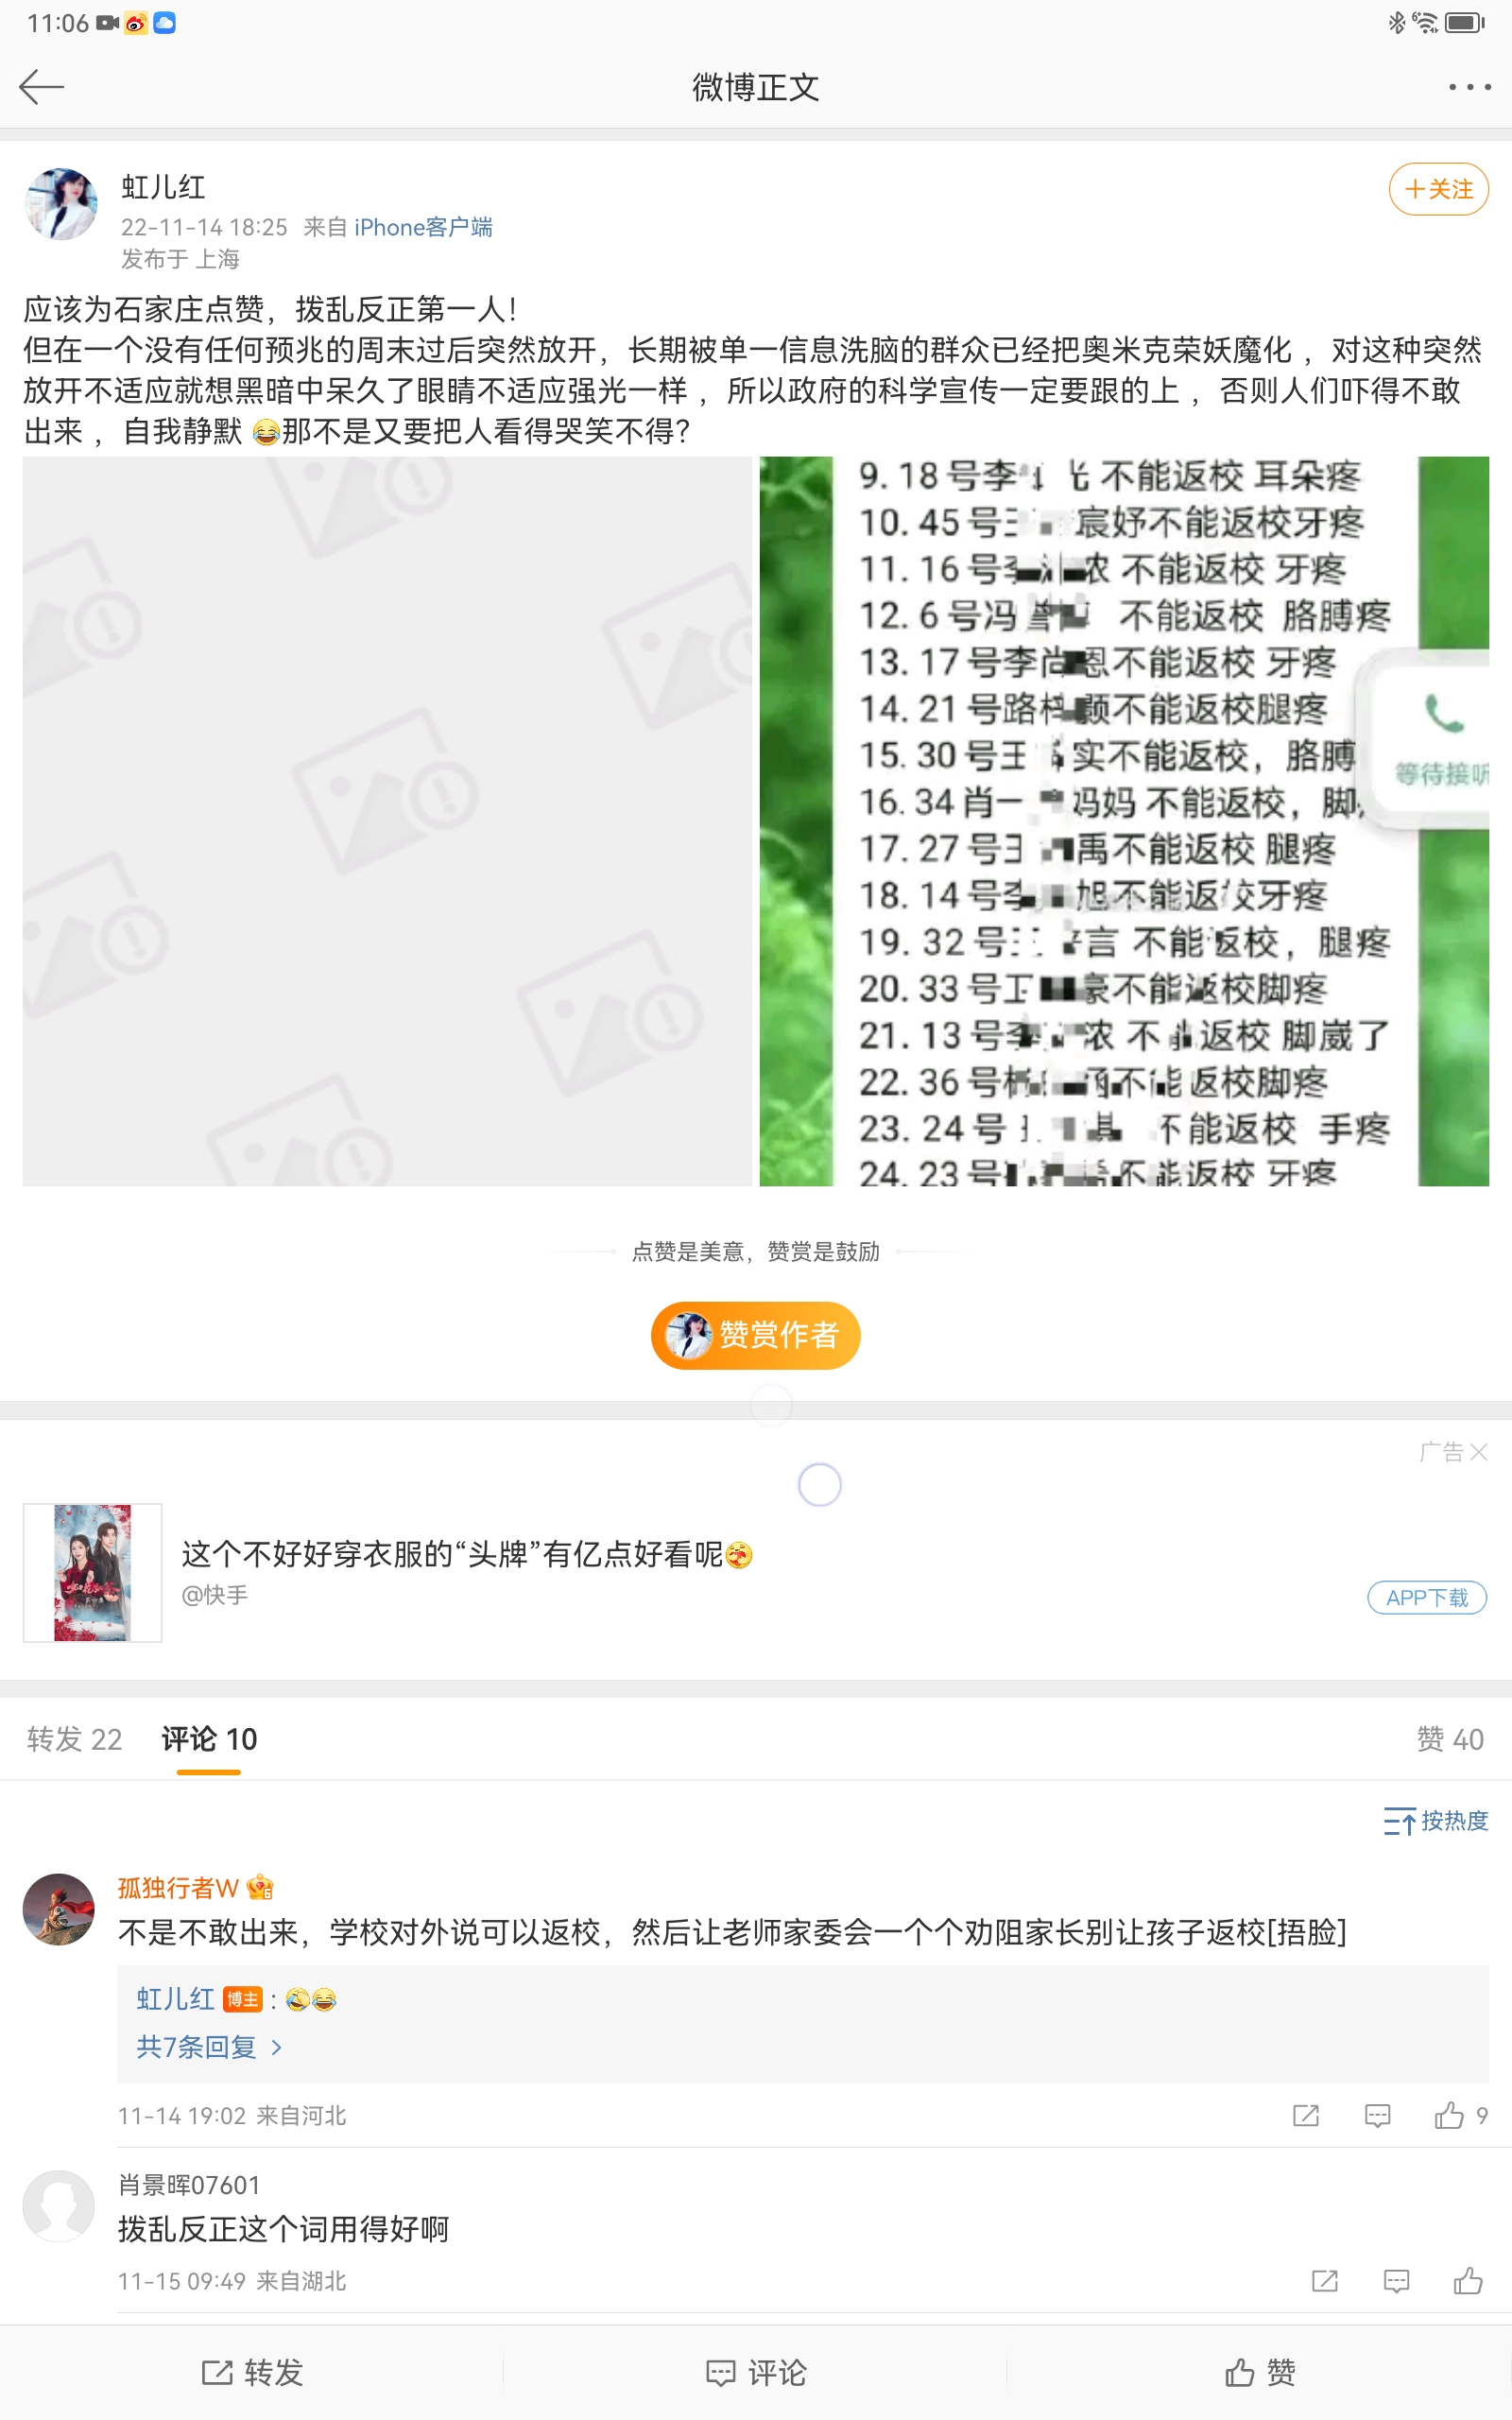 11:06
微博正文
虹儿红
+关注
22-11-14 18:25 来自 iPhone客户端
发布于 上海
应该为石家庄点赞，拨乱反正第一人！
但在一个没有任何预兆的周末过后突然放开，长期被单一信息洗脑的群众已经把奥米克荣妖魔化 ，对这种突然
放开不适应就想黑暗中呆久了眼睛不适应强光一样 ，所以政府的科学宣传一定要跟的上 ，否则人们吓得不敢
出来 ，自我静默 😂那不是又要把人看得哭笑不得？
9. 18 号李 不能返校 耳朵疼
10. 45 号 宸妤不能返校牙疼
11. 16 号 浓 不能返校 牙疼
12. 6 号冯 不能返校 胳膊疼
13. 17 号李尚 恩不能返校 牙疼
14. 21 号路 颢不能返校腿疼
15. 30 号王 实不能返校，胳膊
16. 34 肖一 妈妈 不能返校，脚
17. 27 号 禹不能返校 腿疼
18. 14 号李 旭不能返校牙疼
19. 32 号 言 不能返校，腿疼
20. 33 号 豪不能返校脚疼
21. 13 号李 浓 不 返校 脚崴了
22. 36 号 不能返校脚疼
23. 24 号 不能返校 手疼
24. 23 号 不能返校 牙疼
等待接听
点赞是美意，赞赏是鼓励
赞赏作者
广告
这个不好好穿衣服的“头牌”有亿点好看呢
@快手
APP下载
转发 22 评论 10 赞 40
按热度
孤独行者W
不是不敢出来，学校对外说可以返校，然后让老师家委会一个个劝阻家长别让孩子返校[捂脸]
虹儿红 博主 : 🤣😂
共7条回复 >
11-14 19:02 来自河北 9
肖景晖07601
拨乱反正这个词用得好啊
11-15 09:49 来自湖北
转发 评论 赞